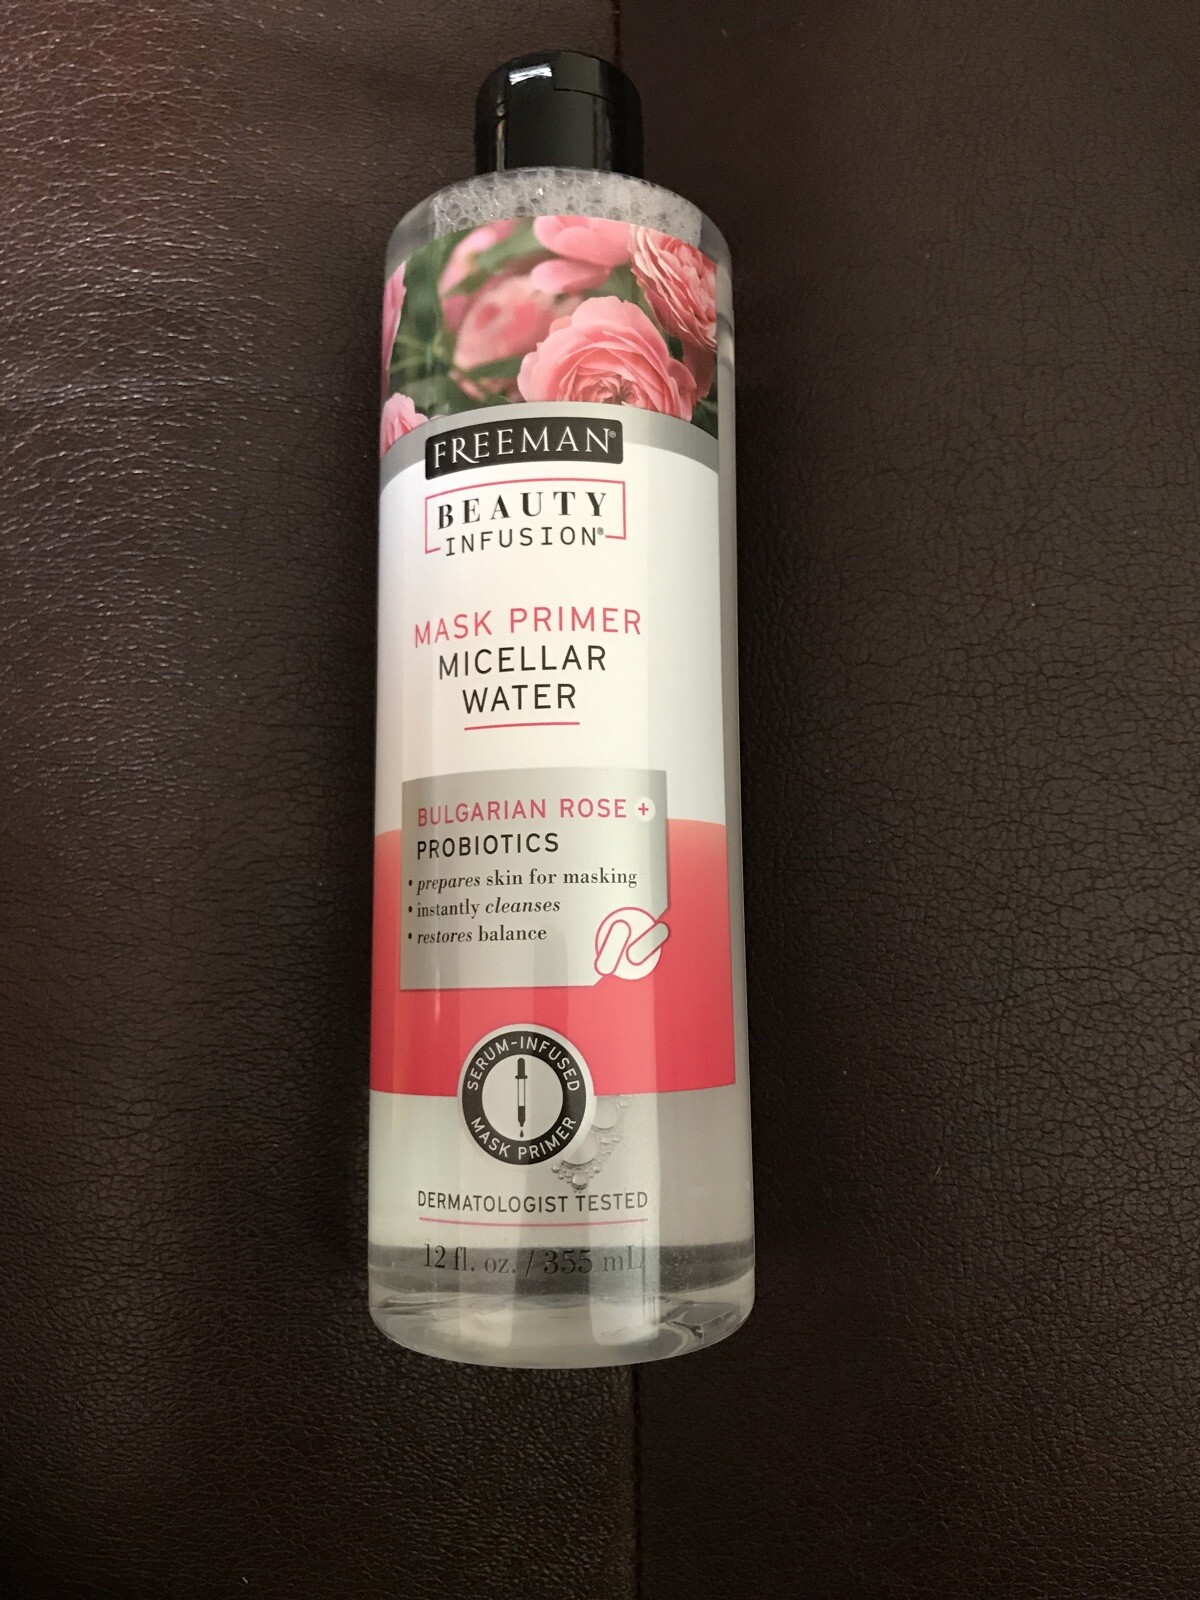 FREEMAN®
BEAUTY
INFUSION®
MASK PRIMER
MICELLAR
WATER
BULGARIAN ROSE +
PROBIOTICS
• prepares skin for masking
• instantly cleanses
• restores balance
SERUM-INFUSED
MASK PRIMER
DERMATOLOGIST TESTED
12 fl. oz. / 355 mL